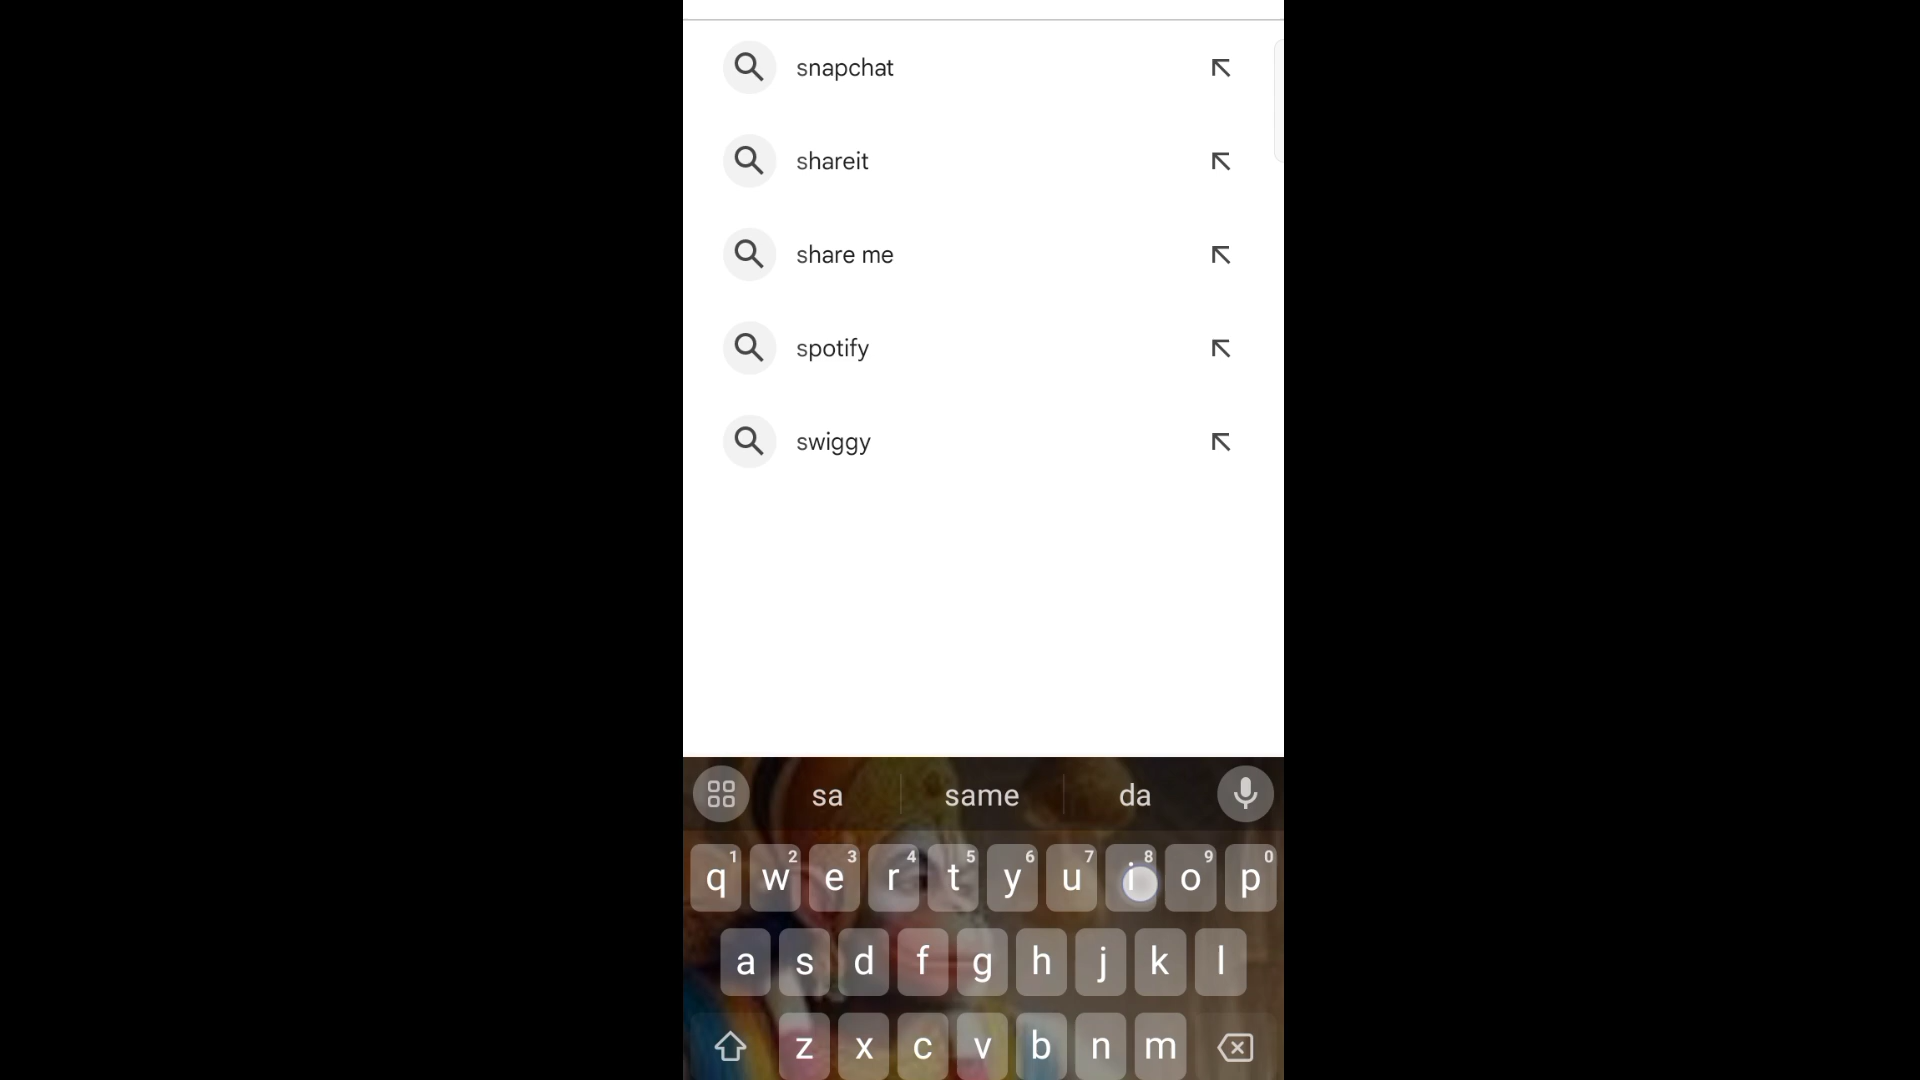 snapchat
shareit
share me
spotify
swiggy
sa same da
1 2 3 4 5 6 7 8 9 0
q w e r t y u i o p
a s d f g h j k l
z x c v b n m